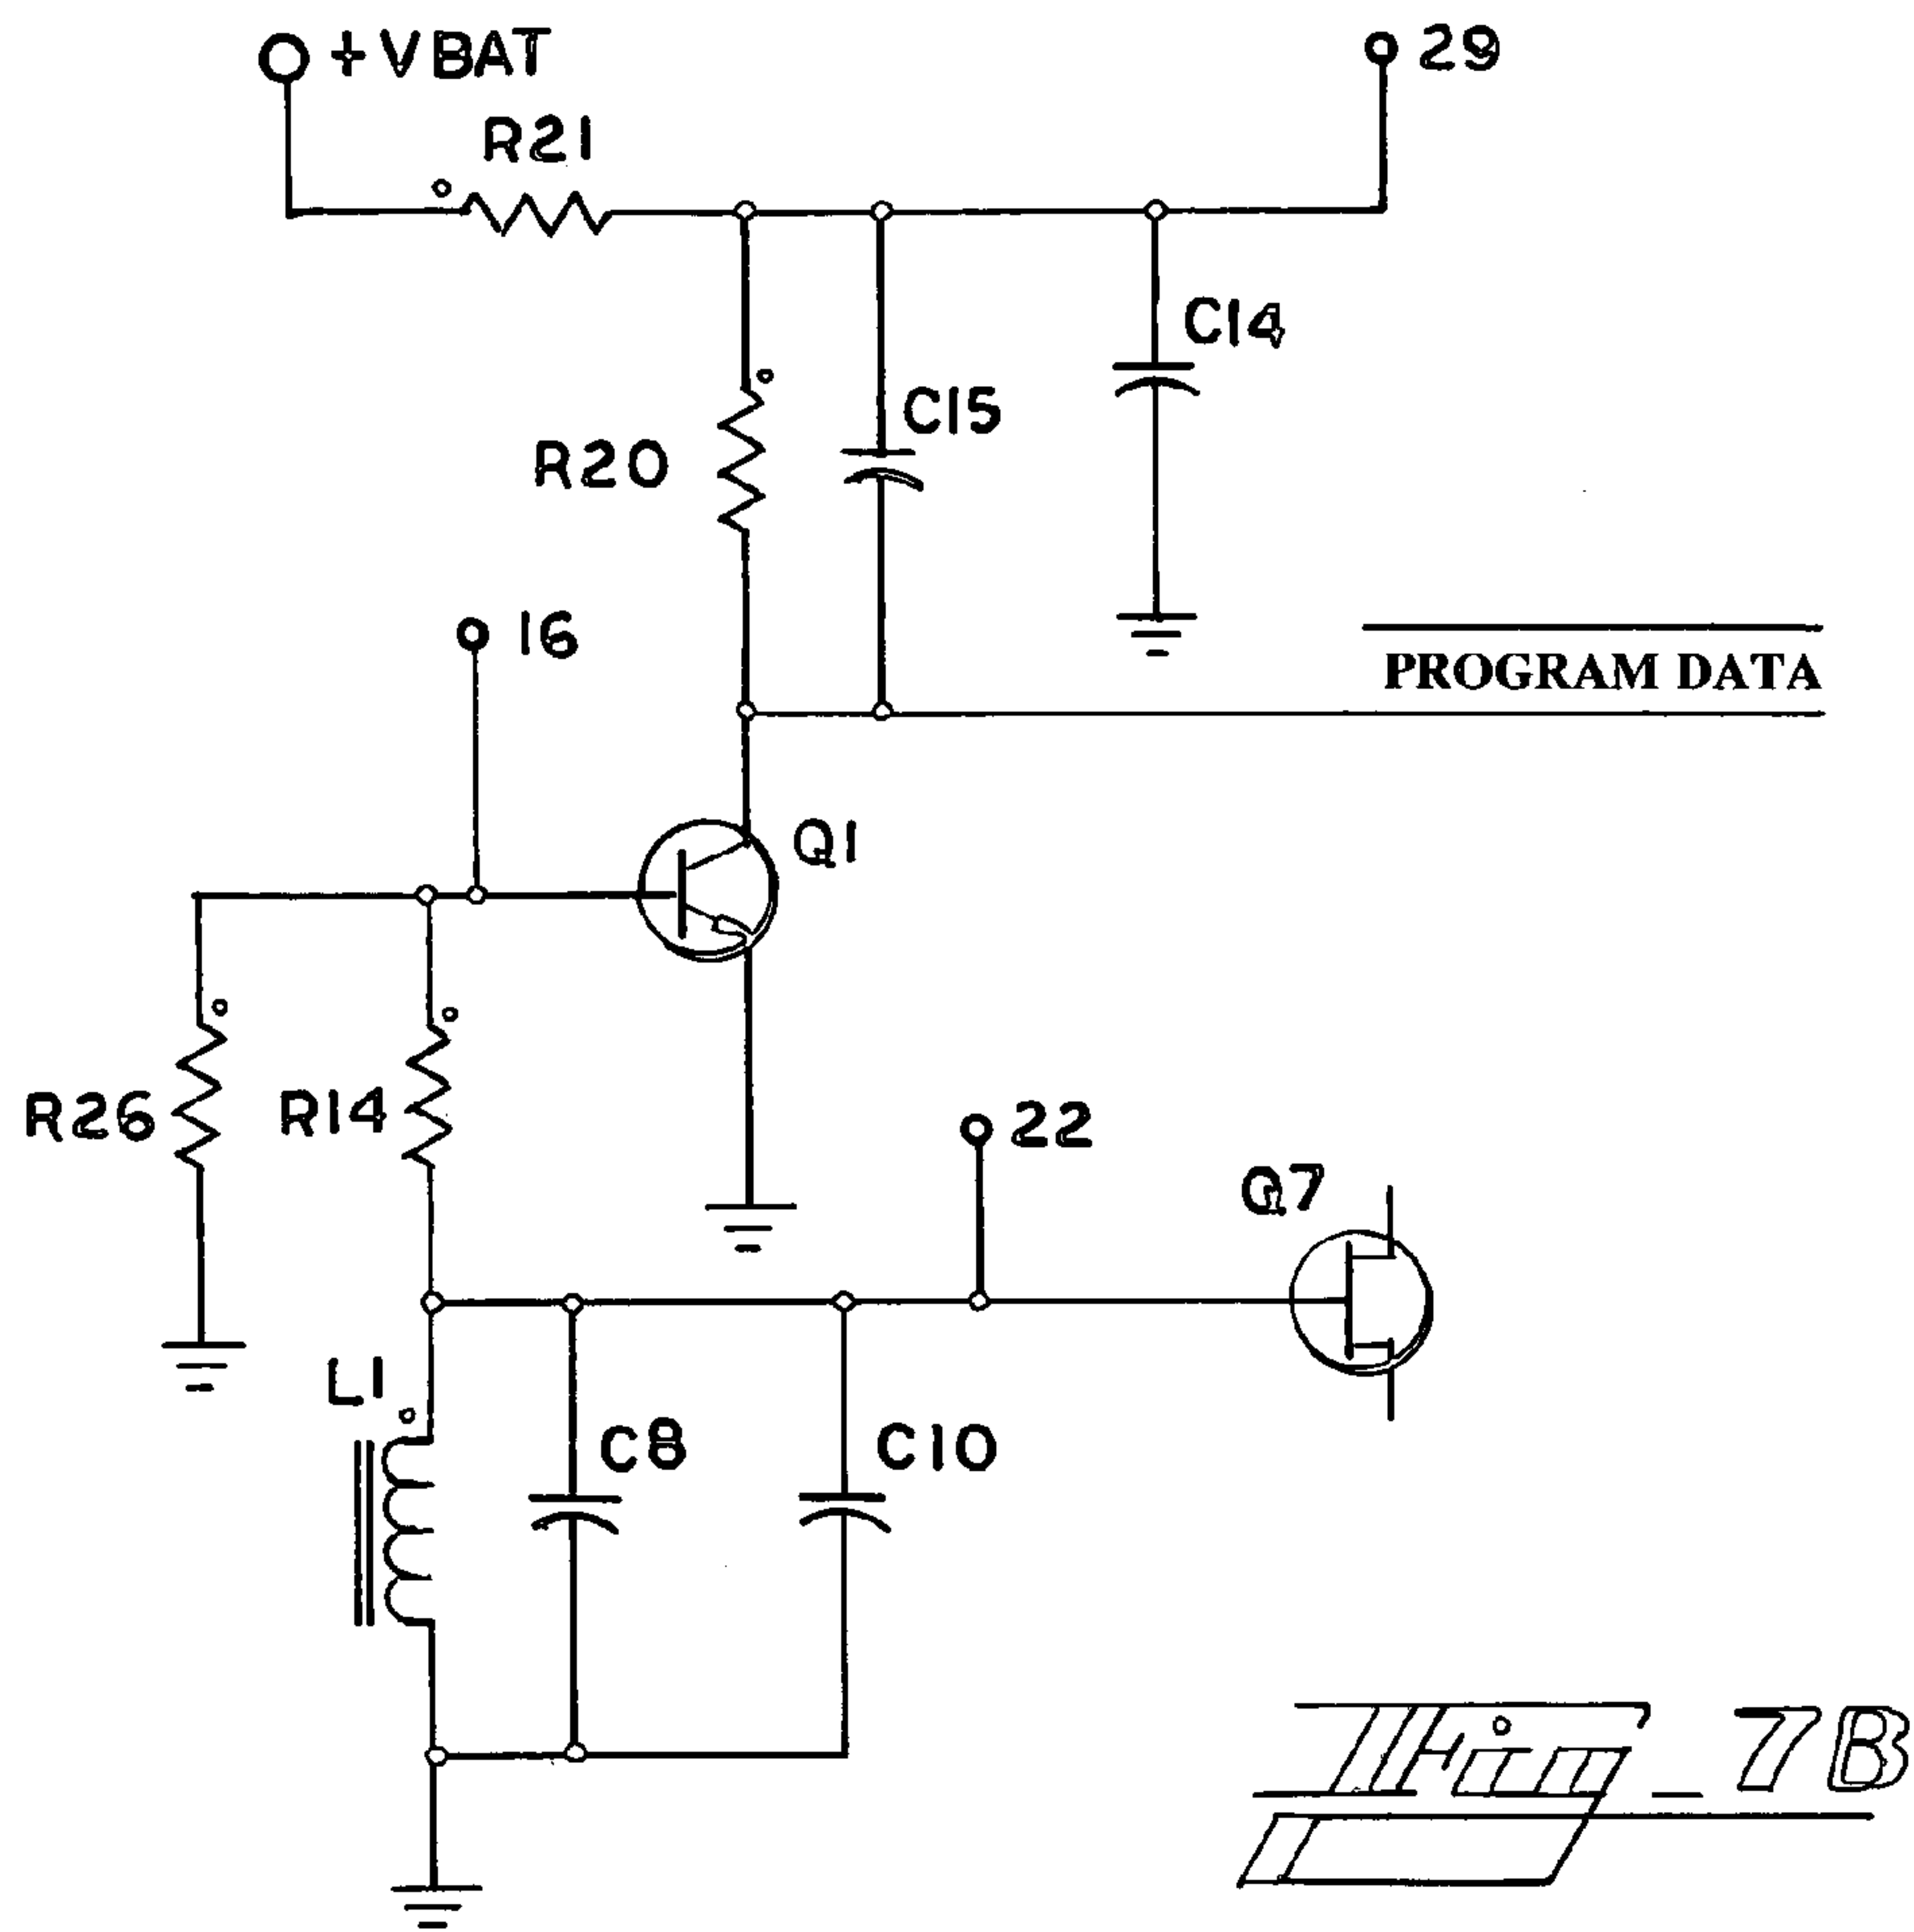 +VBAT
29
R21
C14
C15
R20
16
PROGRAM DATA
Q1
R26
R14
22
Q7
L1
C8
C10
Fig_7B